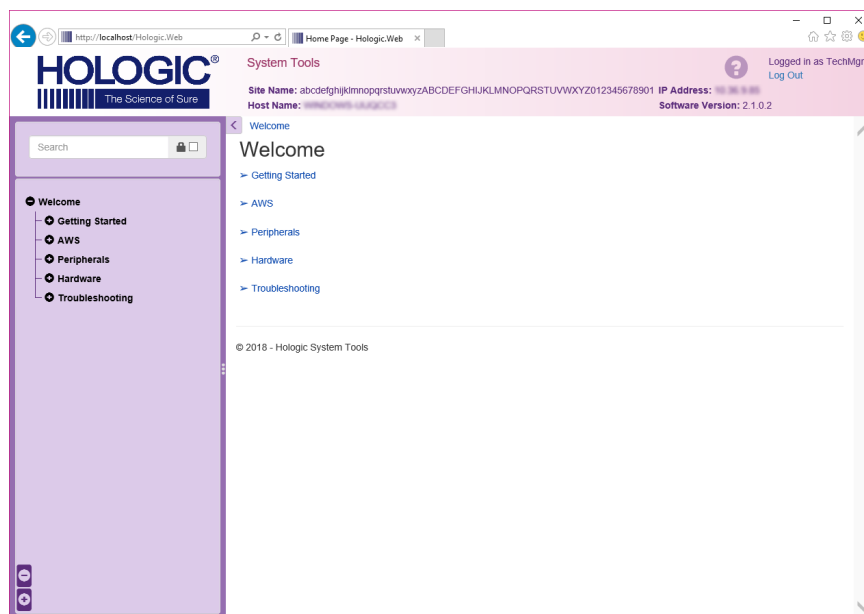 http://localhost/Hologic.Web
Home Page - Hologic.Web
HOLOGIC®
The Science of Sure
System Tools
Logged in as TechMgr
Log Out
Site Name: abcdefghijklmnopqrstuvwxyzABCDEFGHIJKLMNOPQRSTUVWXYZ012345678901 IP Address:
Host Name:
Software Version: 2.1.0.2
Search
Welcome
Getting Started
AWS
Peripherals
Hardware
Troubleshooting
Welcome
Welcome
➢ Getting Started
➢ AWS
➢ Peripherals
➢ Hardware
➢ Troubleshooting
© 2018 - Hologic System Tools